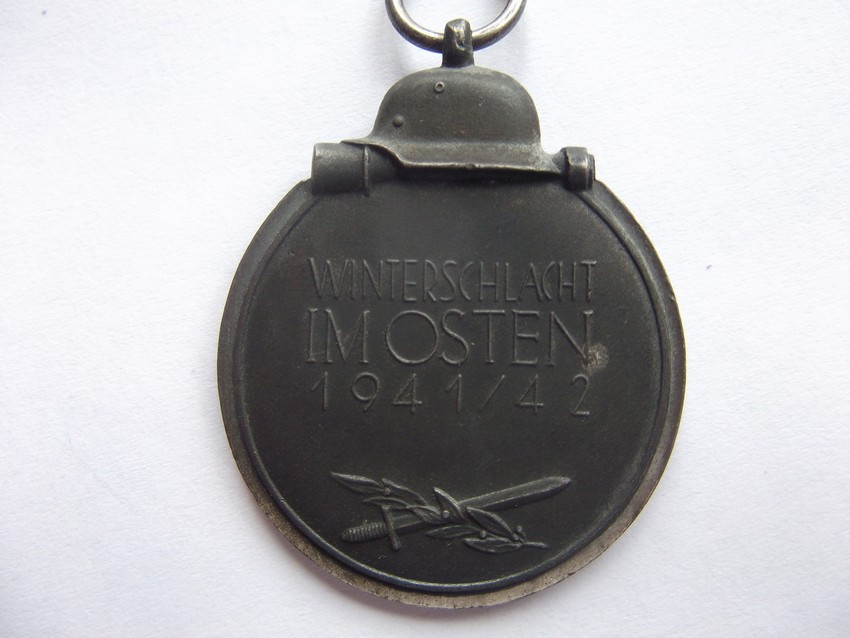 WINTERSCHLACHT
IM OSTEN
1941/42